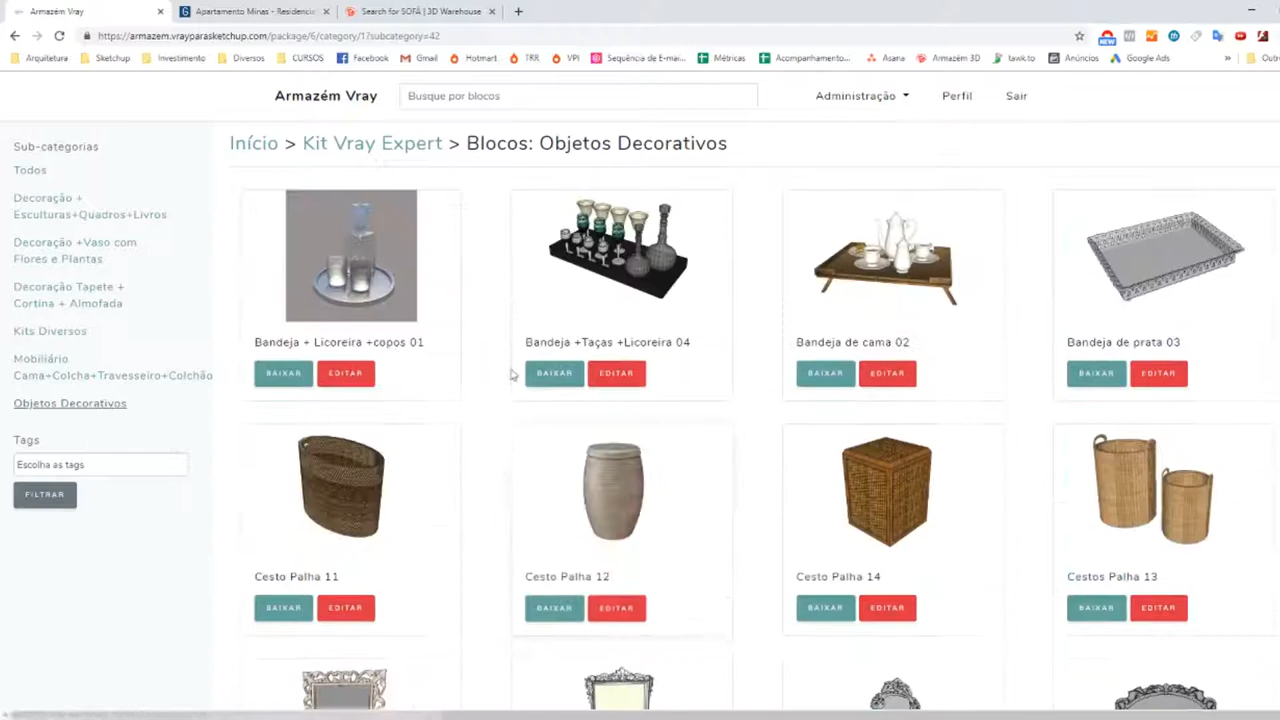 Armazém Vray
Apartamento Minas - Residencia
Search for SOFÁ | 3D Warehouse
https://armazem.vrayparasketchup.com/package/6/category/1?subcategory=42
NEW
Arquitetura
Sketchup
Investimento
Diversos
CURSOS
Facebook
Gmail
Hotmart
TRR
VPI
Sequência de E-mai...
Métricas
Acompanhamento...
Asana
Armazém 3D
tawk.to
Anúncios
Google Ads
»
Outro
Armazém Vray
Busque por blocos
Administração
Perfil
Sair
Sub-categorias
Todos
Decoração +
Esculturas+Quadros+Livros
Decoração +Vaso com
Flores e Plantas
Decoração Tapete +
Cortina + Almofada
Kits Diversos
Mobiliário
Cama+Colcha+Travesseiro+Colchão
Objetos Decorativos
Tags
Escolha as tags
FILTRAR
Início > Kit Vray Expert > Blocos: Objetos Decorativos
Bandeja + Licoreira +copos 01
BAIXAR
EDITAR
Bandeja +Taças +Licoreira 04
BAIXAR
EDITAR
Bandeja de cama 02
BAIXAR
EDITAR
Bandeja de prata 03
BAIXAR
EDITAR
Cesto Palha 11
BAIXAR
EDITAR
Cesto Palha 12
BAIXAR
EDITAR
Cesto Palha 14
BAIXAR
EDITAR
Cestos Palha 13
BAIXAR
EDITAR